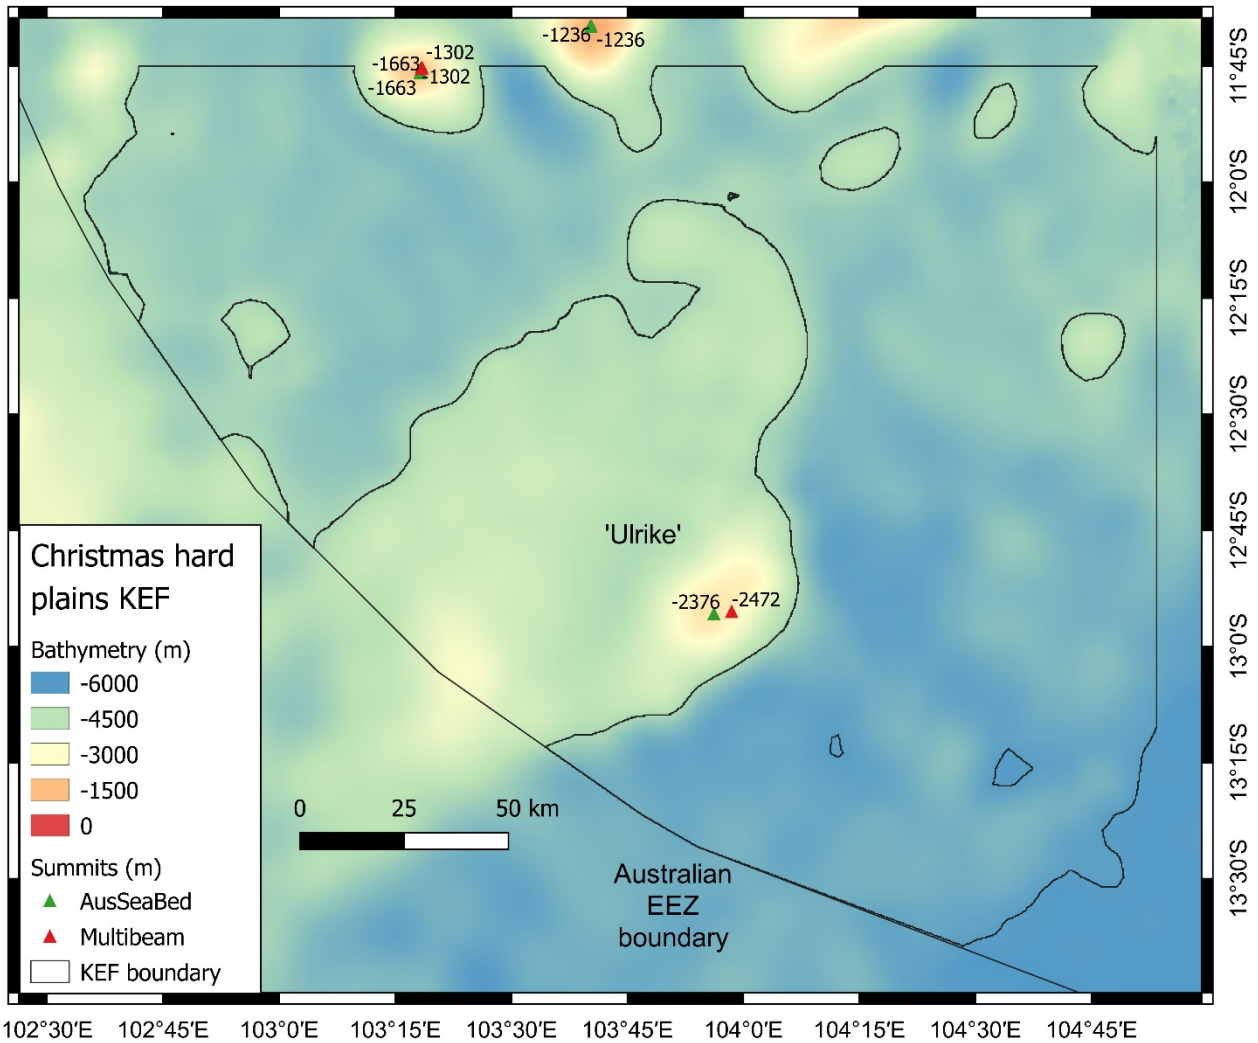 -1236
-1236
-1302
-1663
-1302
-1663
'Ulrike'
-2376
-2472
Christmas hard
plains KEF
Bathymetry (m)
-6000
-4500
-3000
-1500
0
Summits (m)
AusSeaBed
Multibeam
KEF boundary
0 25 50 km
Australian
EEZ
boundary
11°45'S
12°0'S
12°15'S
12°30'S
12°45'S
13°0'S
13°15'S
13°30'S
102°30'E 102°45'E 103°0'E 103°15'E 103°30'E 103°45'E 104°0'E 104°15'E 104°30'E 104°45'E